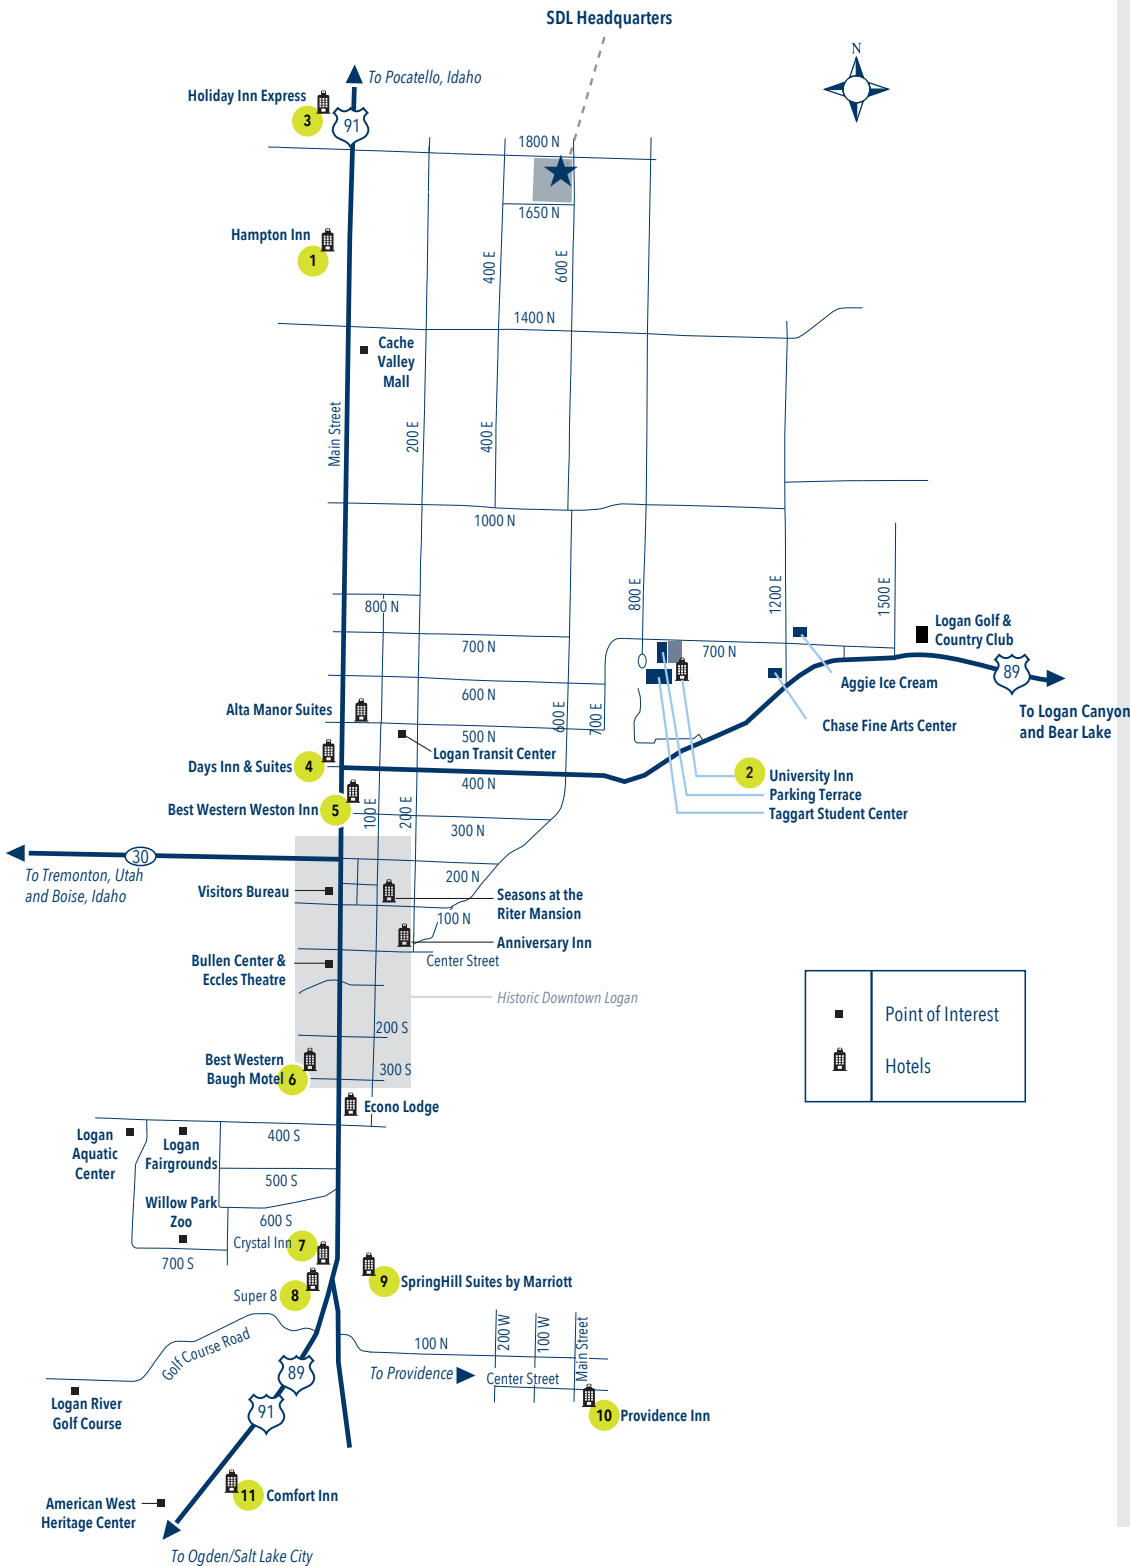 SDL Headquarters
N
To Pocatello, Idaho
Holiday Inn Express
3
91
1800 N
1650 N
Hampton Inn
1
400 E
600 E
1400 N
Cache
Valley
Mall
Main Street
200 E
400 E
1000 N
800 N
800 E
1200 E
1500 E
Logan Golf &
Country Club
700 N
700 N
89
600 N
Aggie Ice Cream
To Logan Canyon
and Bear Lake
Alta Manor Suites
600 E
700 E
Chase Fine Arts Center
500 N
Logan Transit Center
Days Inn & Suites
4
400 N
2
University Inn
Parking Terrace
Taggart Student Center
Best Western Weston Inn
5
100 E
200 E
300 N
30
To Tremonton, Utah
and Boise, Idaho
200 N
Visitors Bureau
Seasons at the
Riter Mansion
100 N
Anniversary Inn
Center Street
Bullen Center &
Eccles Theatre
Historic Downtown Logan
200 S
Point of Interest
Hotels
Best Western
Baugh Motel
6
300 S
Econo Lodge
400 S
Logan
Aquatic
Center
Logan
Fairgrounds
500 S
Willow Park
Zoo
600 S
Crystal Inn
7
700 S
9
SpringHill Suites by Marriott
Super 8
8
Golf Course Road
100 N
200 W
100 W
Main Street
To Providence
Center Street
89
91
Logan River
Golf Course
10
Providence Inn
11
Comfort Inn
American West
Heritage Center
To Ogden/Salt Lake City